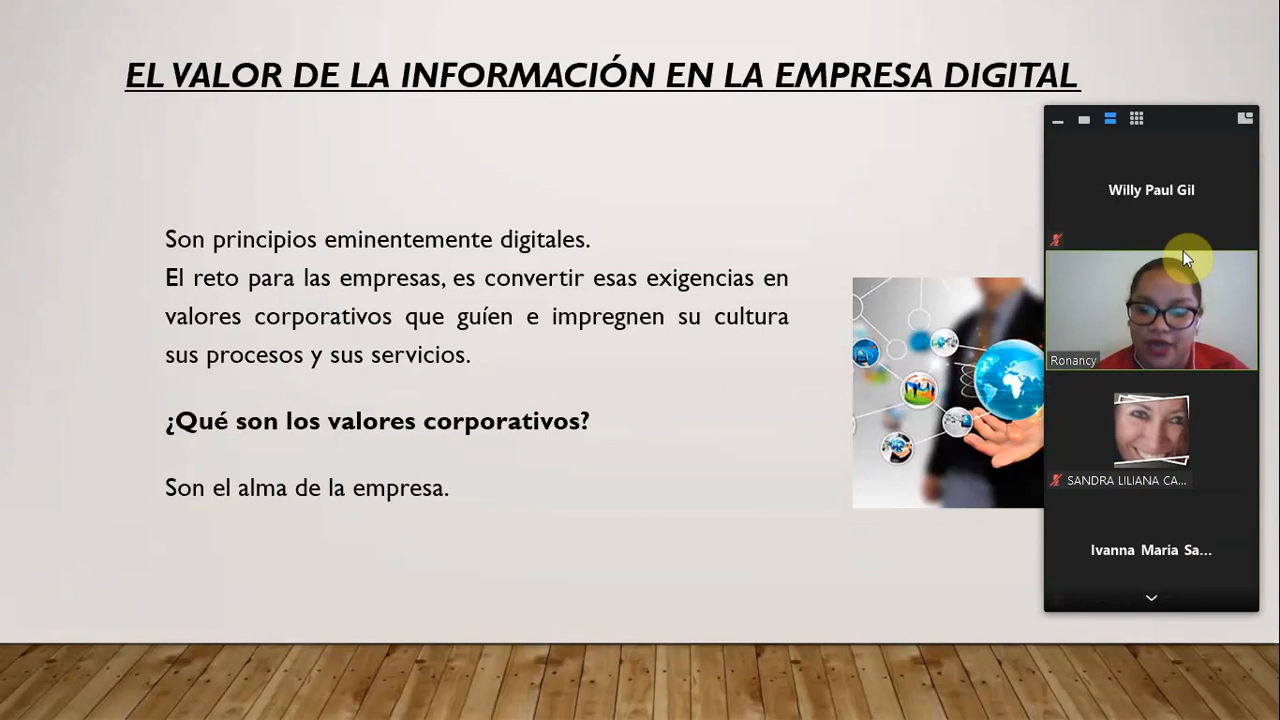 EL VALOR DE LA INFORMACIÓN EN LA EMPRESA DIGITAL
Son principios eminentemente digitales.
El reto para las empresas, es convertir esas exigencias en
valores corporativos que guíen e impregnen su cultura
sus procesos y sus servicios.
¿Qué son los valores corporativos?
Son el alma de la empresa.
Willy Paul Gil
Ronancy
SANDRA LILIANA CA...
Ivanna Maria Sa...